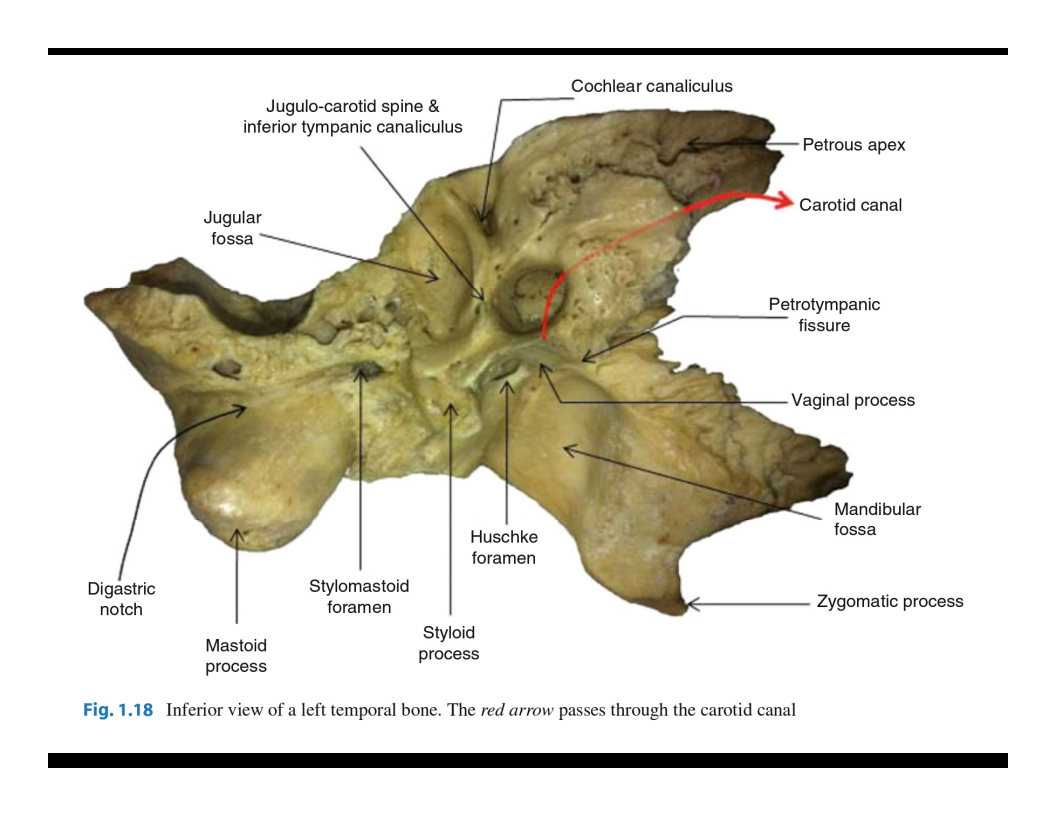 Cochlear canaliculus
Jugulo-carotid spine &
inferior tympanic canaliculus
Petrous apex
Carotid canal
Jugular
fossa
Petrotympanic
fissure
Vaginal process
Mandibular
fossa
Huschke
foramen
Digastric
notch
Stylomastoid
foramen
Zygomatic process
Styloid
process
Mastoid
process
Fig. 1.18 Inferior view of a left temporal bone. The red arrow passes through the carotid canal